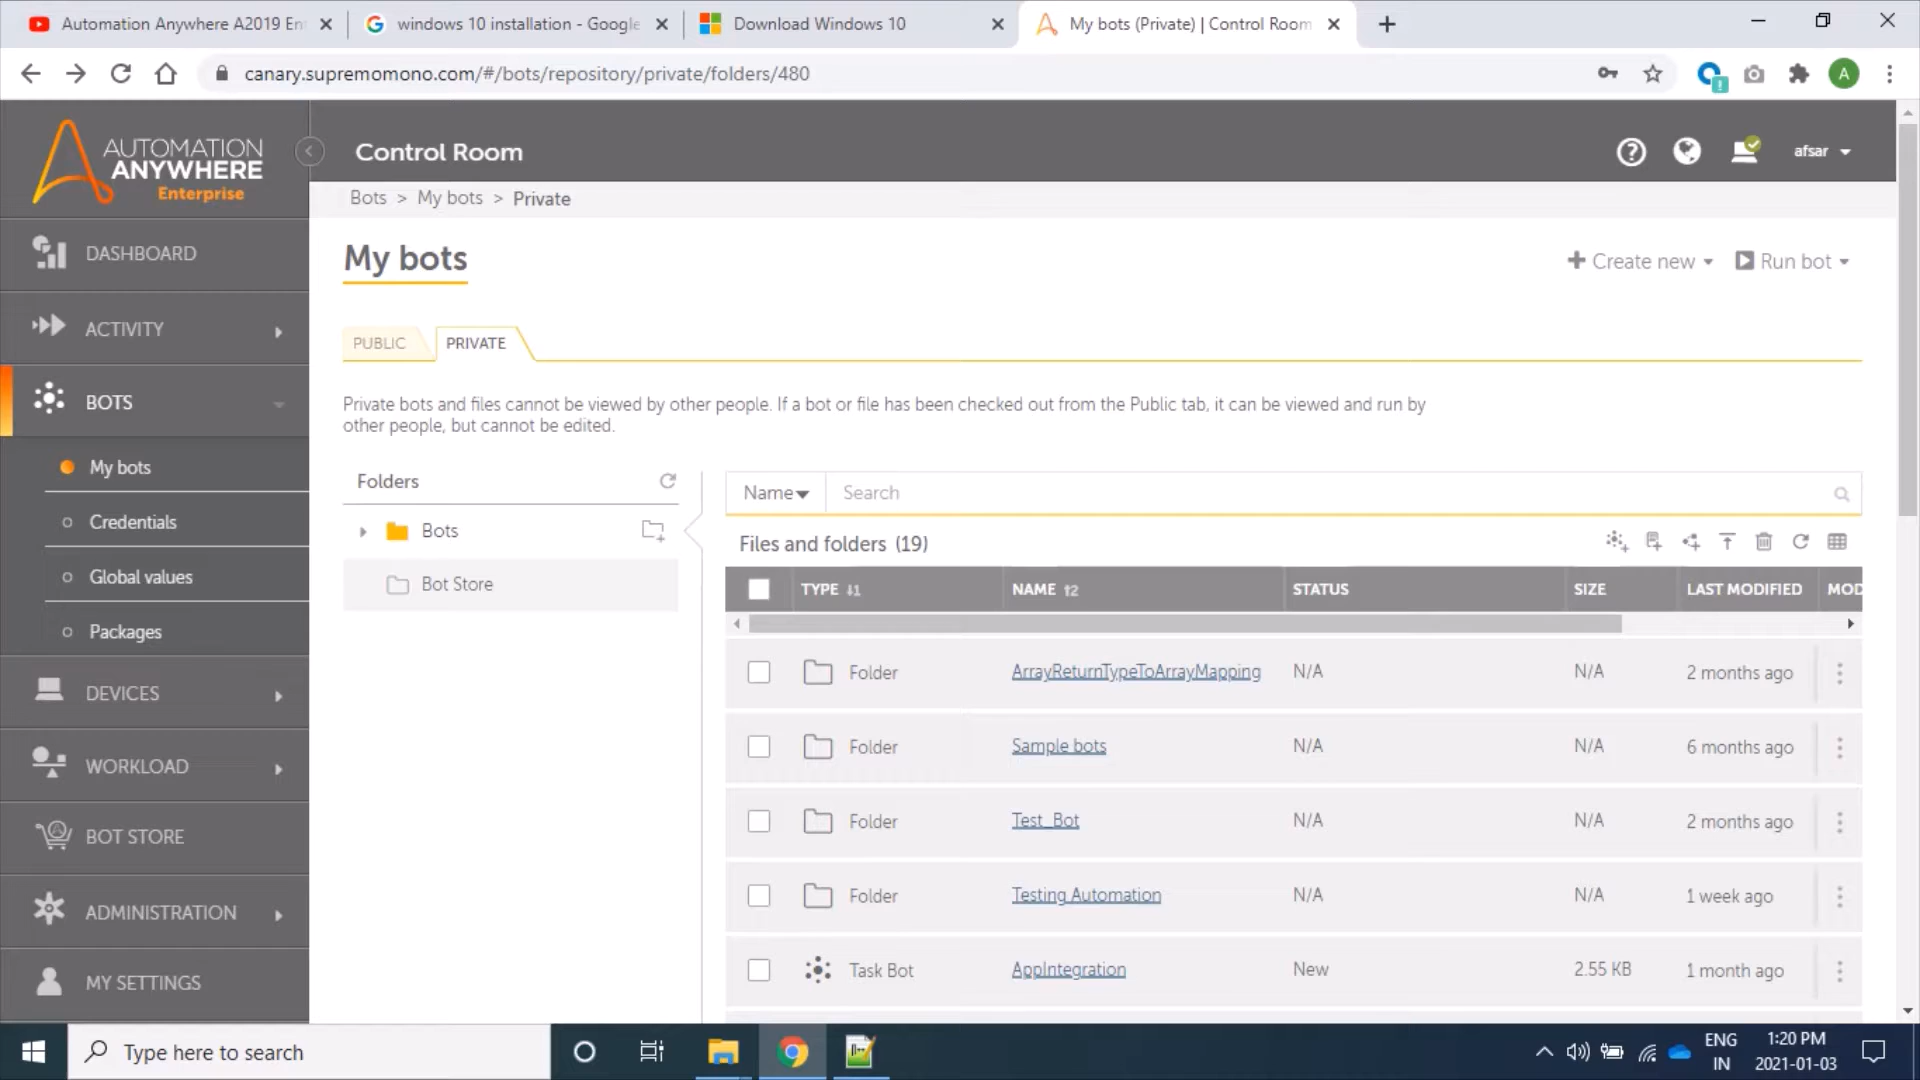 Automation Anywhere A2019 En
windows 10 installation - Google
Download Windows 10
My bots (Private) | Control Room
canary.supremomono.com/#/bots/repository/private/folders/480
A
AUTOMATION
ANYWHERE
Enterprise
Control Room
afsar
Bots > My bots > Private
My bots
Create new
Run bot
PUBLIC
PRIVATE
Private bots and files cannot be viewed by other people. If a bot or file has been checked out from the Public tab, it can be viewed and run by
other people, but cannot be edited.
DASHBOARD
ACTIVITY
BOTS
My bots
Credentials
Global values
Packages
DEVICES
WORKLOAD
BOT STORE
ADMINISTRATION
MY SETTINGS
Folders
Bots
Bot Store
Name
Search
Files and folders (19)
TYPE ↓1 NAME ↑2 STATUS SIZE LAST MODIFIED MOD
Folder ArrayReturnTypeToArrayMapping N/A N/A 2 months ago
Folder Sample bots N/A N/A 6 months ago
Folder Test_Bot N/A N/A 2 months ago
Folder Testing Automation N/A N/A 1 week ago
Task Bot AppIntegration New 2.55 KB 1 month ago
Type here to search
ENG
IN
1:20 PM
2021-01-03